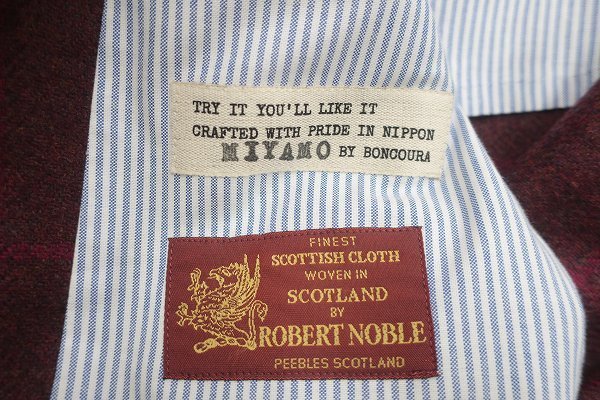 TRY IT YOU'LL LIKE IT
CRAFTED WITH PRIDE IN NIPPON
MIYAMO BY BONCOURA
FINEST
SCOTTISH CLOTH
WOVEN IN
SCOTLAND
BY
ROBERT NOBLE
PEEBLES SCOTLAND